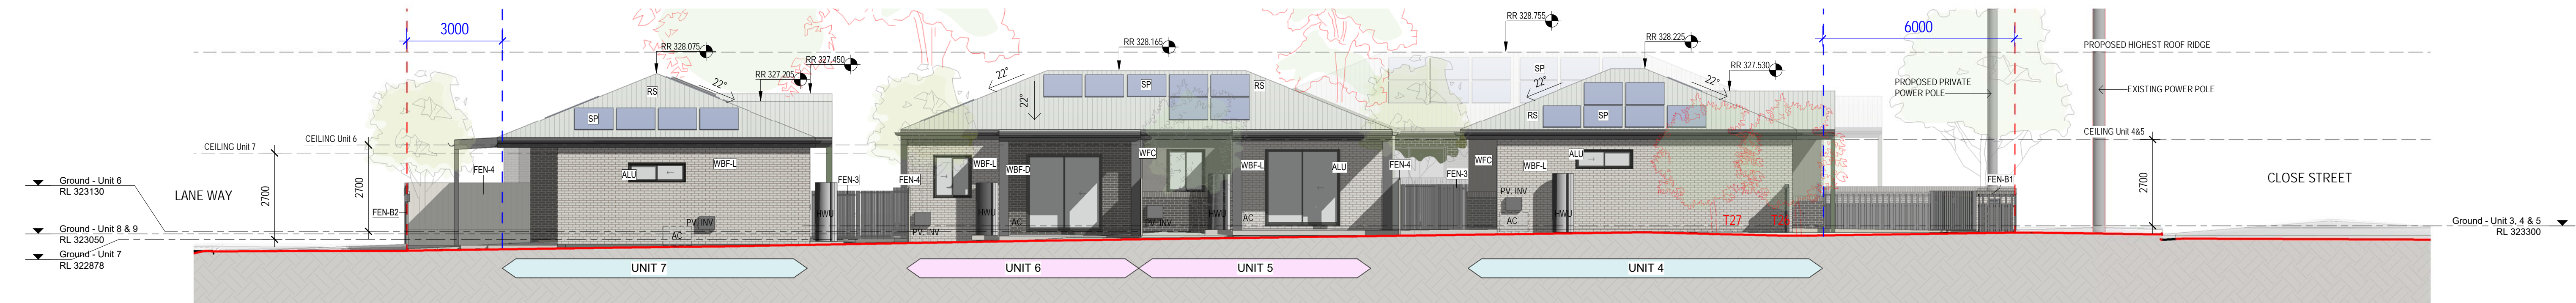 3000
RR 328.075
RR 327.205
RR 327.450
RR 328.165
RR 328.755
RR 328.225
RR 327.530
6000
PROPOSED HIGHEST ROOF RIDGE
PROPOSED PRIVATE
POWER POLE
EXISTING POWER POLE
22°
22°
22°
22°
22°
RS
SP
SP
RS
SP
RS
SP
CEILING Unit 6
CEILING Unit 7
CEILING Unit 4&5
Ground - Unit 6
RL 323130
Ground - Unit 8 & 9
RL 323050
Ground - Unit 7
RL 322878
LANE WAY
2700
2700
FEN-B2
FEN-4
ALU
WBF-L
PV. INV
AC
HWU
FEN-3
FEN-4
PV. INV
WBF-L
HWU
WBF-D
AC
WFC
PV. INV
HWU
WBF-L
AC
ALU
FEN-4
FEN-3
WFC
PV. INV
AC
WBF-L
HWU
ALU
T27
T26
FEN-B1
2700
CLOSE STREET
Ground - Unit 3, 4 & 5
RL 323300
UNIT 7
UNIT 6
UNIT 5
UNIT 4